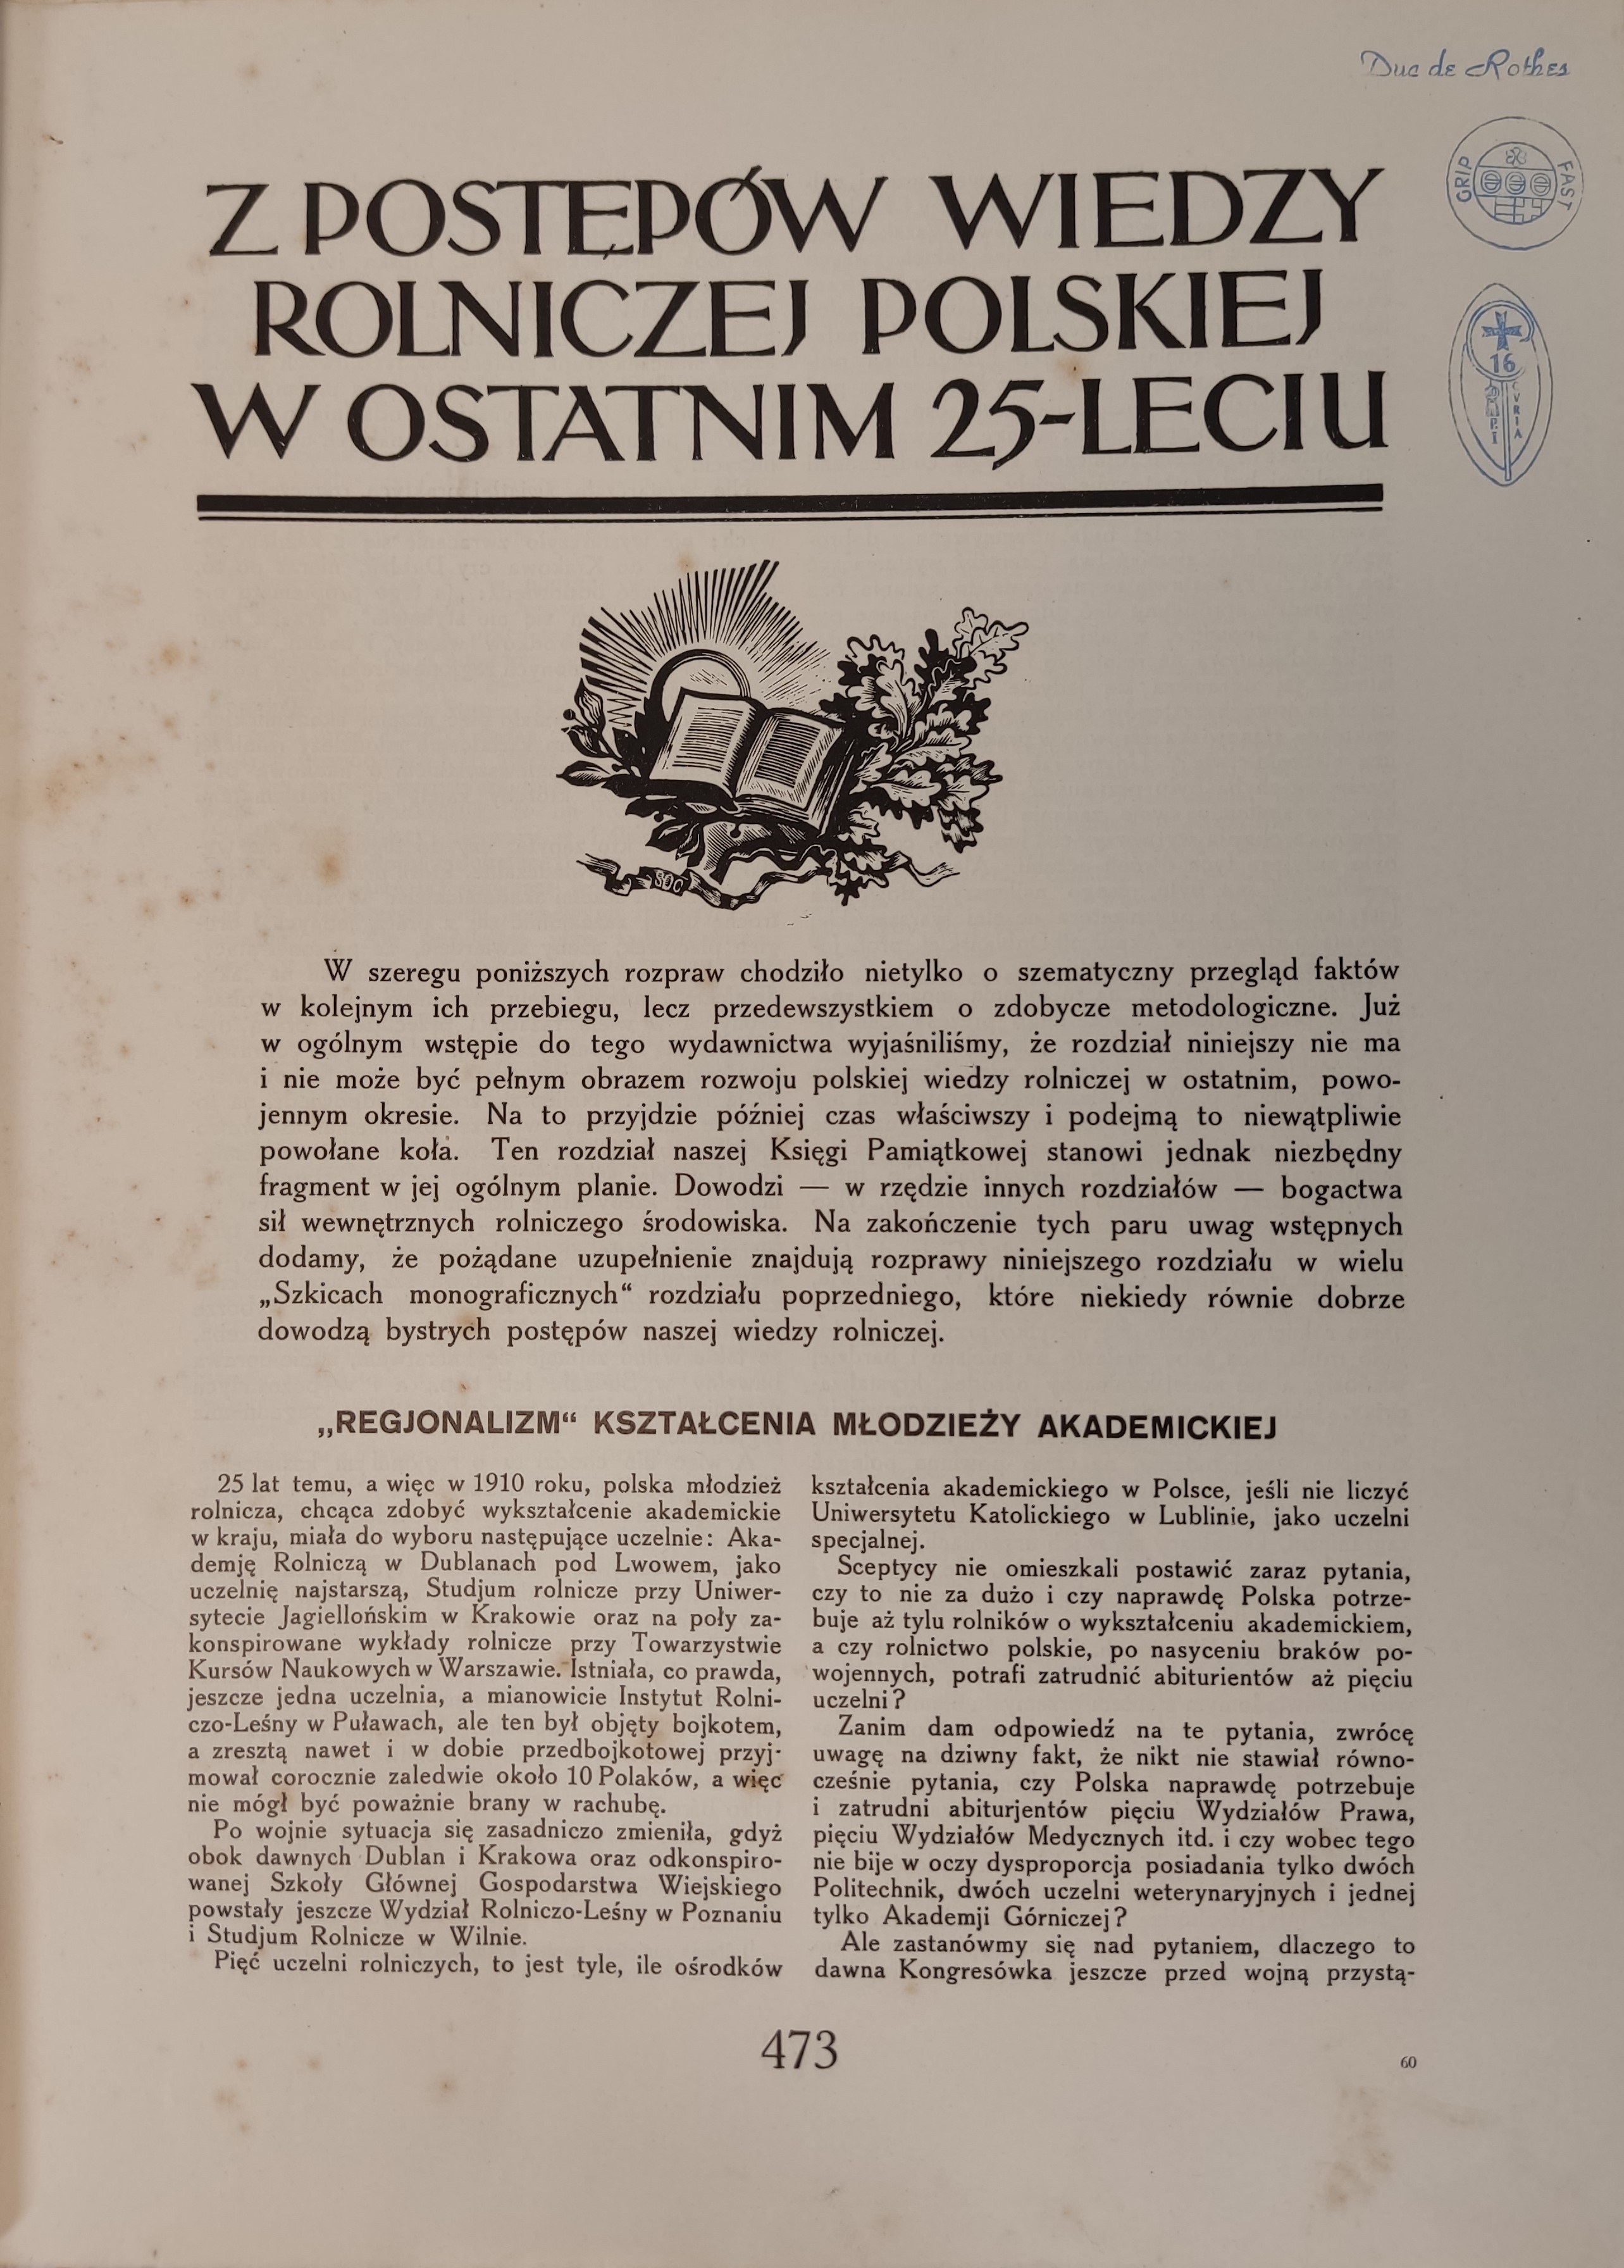 Duc de Rothes
GRIP FAST
16
P.I
CVRIA
Z POSTĘPÓW WIEDZY
ROLNICZEJ POLSKIEJ
W OSTATNIM 25-LECIU
SOC
W szeregu poniższych rozpraw chodziło nietylko o szematyczny przegląd faktów
w kolejnym ich przebiegu, lecz przedewszystkiem o zdobycze metodologiczne. Już
w ogólnym wstępie do tego wydawnictwa wyjaśniliśmy, że rozdział niniejszy nie ma
i nie może być pełnym obrazem rozwoju polskiej wiedzy rolniczej w ostatnim, powo-
jennym okresie. Na to przyjdzie później czas właściwszy i podejmą to niewątpliwie
powołane koła. Ten rozdział naszej Księgi Pamiątkowej stanowi jednak niezbędny
fragment w jej ogólnym planie. Dowodzi — w rzędzie innych rozdziałów — bogactwa
sił wewnętrznych rolniczego środowiska. Na zakończenie tych paru uwag wstępnych
dodamy, że pożądane uzupełnienie znajdują rozprawy niniejszego rozdziału w wielu
„Szkicach monograficznych“ rozdziału poprzedniego, które niekiedy równie dobrze
dowodzą bystrych postępów naszej wiedzy rolniczej.
„REGJONALIZM“ KSZTAŁCENIA MŁODZIEŻY AKADEMICKIEJ
25 lat temu, a więc w 1910 roku, polska młodzież
rolnicza, chcąca zdobyć wykształcenie akademickie
w kraju, miała do wyboru następujące uczelnie: Aka-
demję Rolniczą w Dublanach pod Lwowem, jako
uczelnię najstarszą, Studjum rolnicze przy Uniwer-
sytecie Jagiellońskim w Krakowie oraz na poły za-
konspirowane wykłady rolnicze przy Towarzystwie
Kursów Naukowych w Warszawie. Istniała, co prawda,
jeszcze jedna uczelnia, a mianowicie Instytut Rolni-
czo-Leśny w Puławach, ale ten był objęty bojkotem,
a zresztą nawet i w dobie przedbojkotowej przyj-
mował corocznie zaledwie około 10 Polaków, a więc
nie mógł być poważnie brany w rachubę.
Po wojnie sytuacja się zasadniczo zmieniła, gdyż
obok dawnych Dublan i Krakowa oraz odkonspiro-
wanej Szkoły Głównej Gospodarstwa Wiejskiego
powstały jeszcze Wydział Rolniczo-Leśny w Poznaniu
i Studjum Rolnicze w Wilnie.
Pięć uczelni rolniczych, to jest tyle, ile ośrodków
kształcenia akademickiego w Polsce, jeśli nie liczyć
Uniwersytetu Katolickiego w Lublinie, jako uczelni
specjalnej.
Sceptycy nie omieszkali postawić zaraz pytania,
czy to nie za dużo i czy naprawdę Polska potrze-
buje aż tylu rolników o wykształceniu akademickiem,
a czy rolnictwo polskie, po nasyceniu braków po-
wojennych, potrafi zatrudnić abiturientów aż pięciu
uczelni?
Zanim dam odpowiedź na te pytania, zwrócę
uwagę na dziwny fakt, że nikt nie stawiał równo-
cześnie pytania, czy Polska naprawdę potrzebuje
i zatrudni abiturjentów pięciu Wydziałów Prawa,
pięciu Wydziałów Medycznych itd. i czy wobec tego
nie bije w oczy dysproporcja posiadania tylko dwóch
Politechnik, dwóch uczelni weterynaryjnych i jednej
tylko Akademji Górniczej?
Ale zastanówmy się nad pytaniem, dlaczego to
dawna Kongresówka jeszcze przed wojną przystą-
473
60